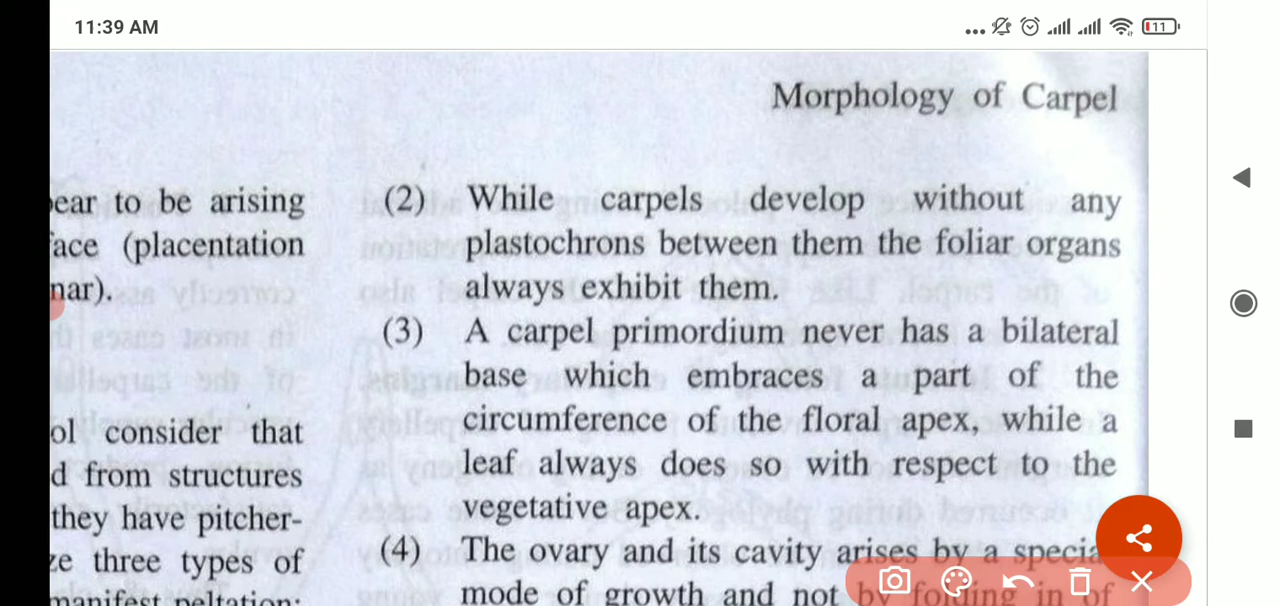 11:39 AM
11
Morphology of Carpel
ear to be arising
ace (placentation
nar).
ol consider that
d from structures
they have pitcher-
ze three types of
manifest peltation:
(2) While carpels develop without any
plastochrons between them the foliar organs
always exhibit them.
(3) A carpel primordium never has a bilateral
base which embraces a part of the
circumference of the floral apex, while a
leaf always does so with respect to the
vegetative apex.
(4) The ovary and its cavity arises by a specia
mode of growth and not by folding in of